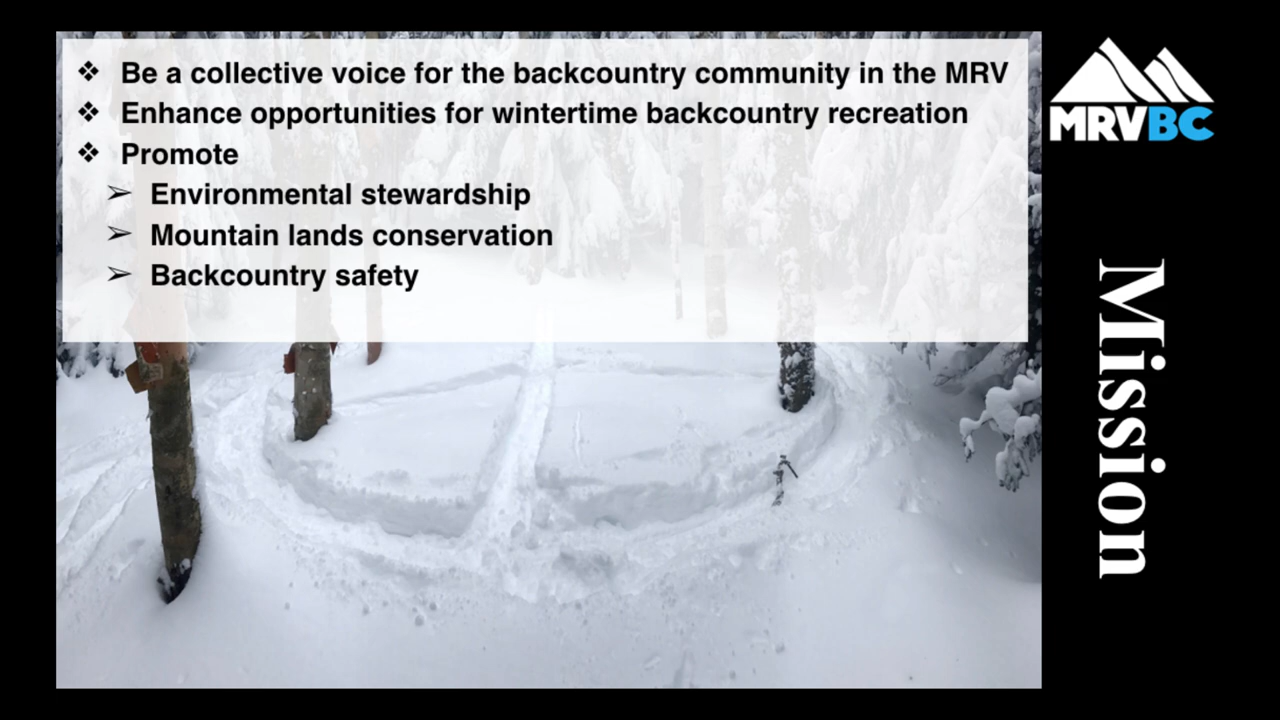 ❖ Be a collective voice for the backcountry community in the MRV
❖ Enhance opportunities for wintertime backcountry recreation
❖ Promote
➢ Environmental stewardship
➢ Mountain lands conservation
➢ Backcountry safety
MRVBC
Mission